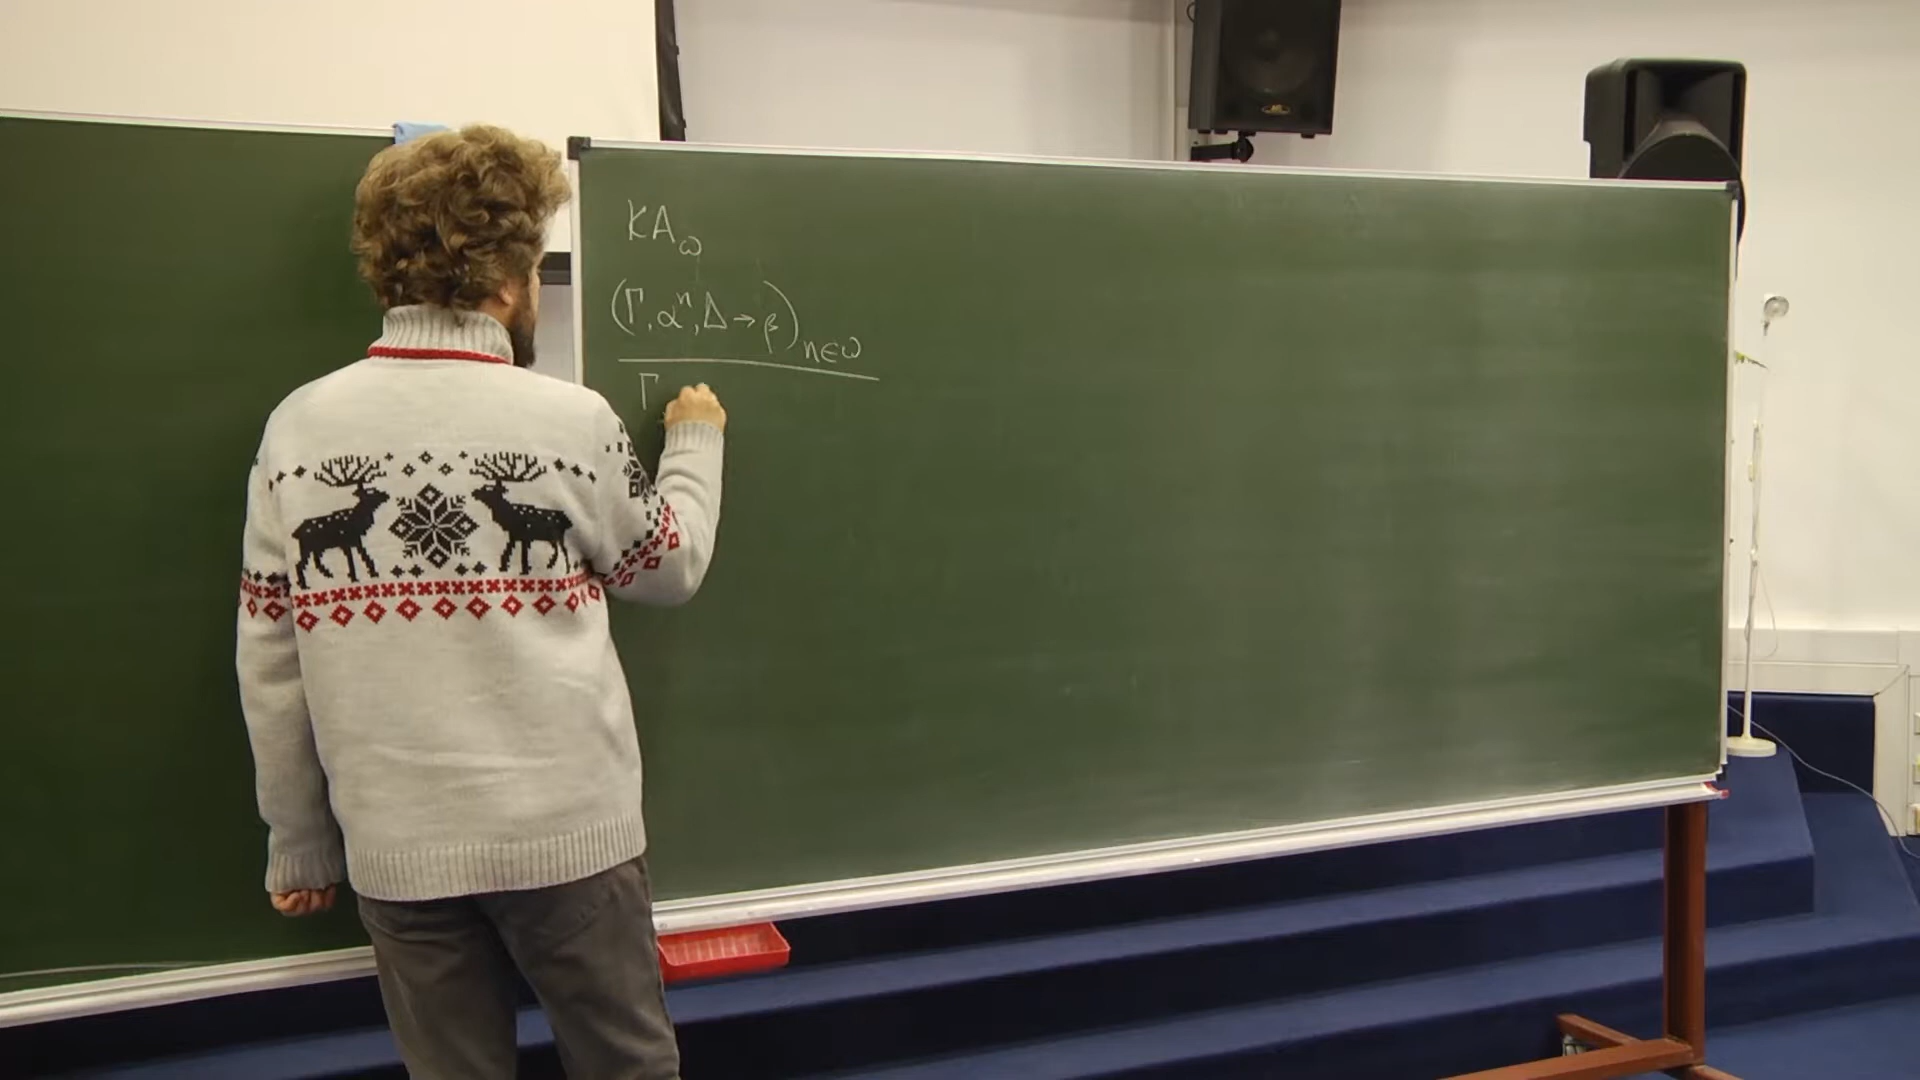 KA_ω
(Γ, α^n, Δ → β)_{n∈ω}
Γ